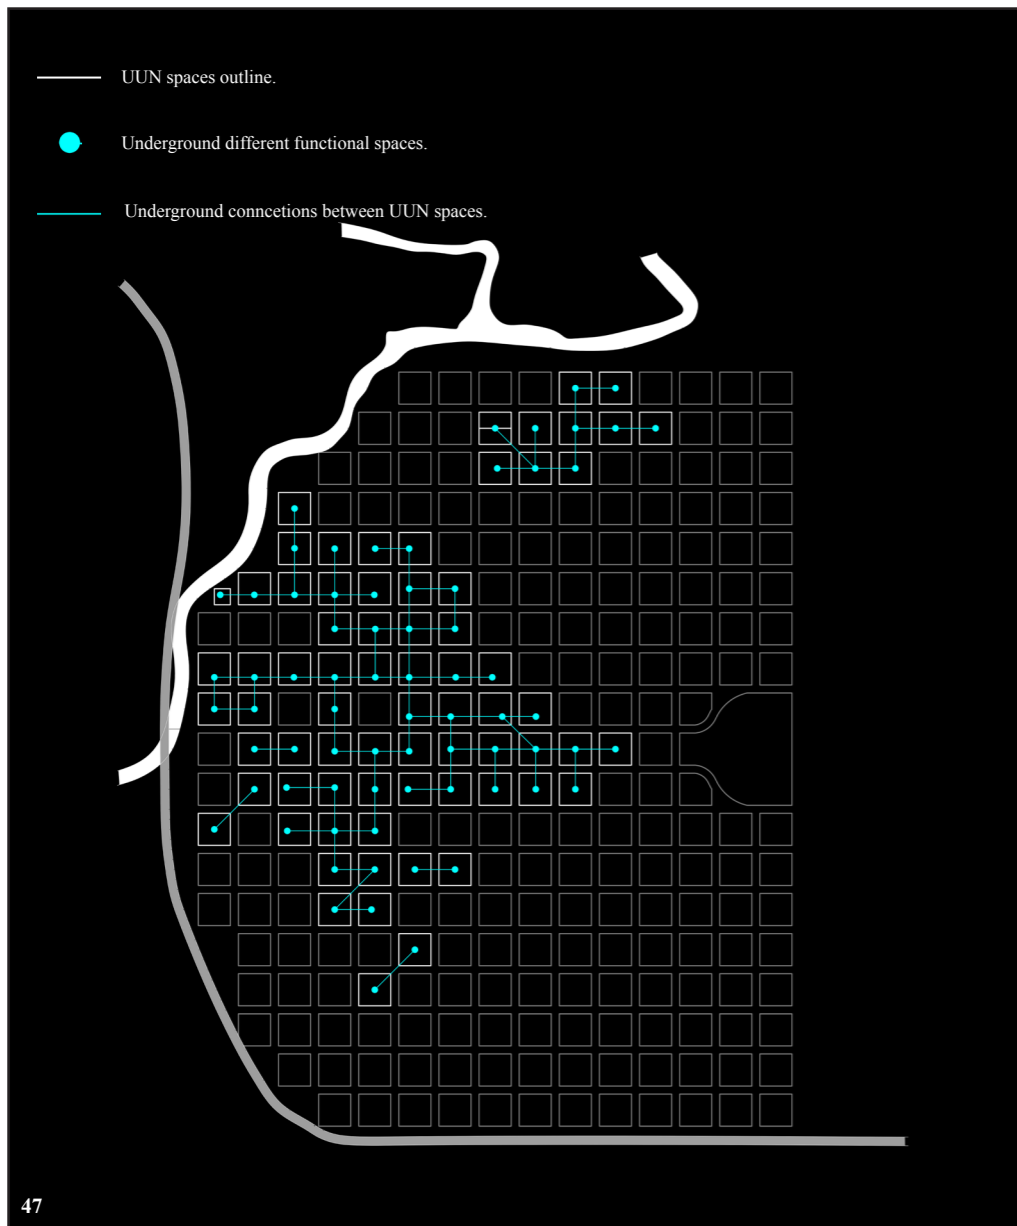 UUN spaces outline.
Underground different functional spaces.
Underground conncetions between UUN spaces.
47